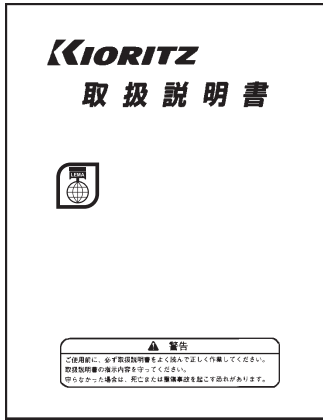 KIORITZ
取扱説明書
LEMA
警告
ご使用前に、必ず取扱説明書をよく読んで正しく作業してください。
取扱説明書の指示内容を守ってください。
守らなかった場合は、死亡または重傷事故を起こす恐れがあります。